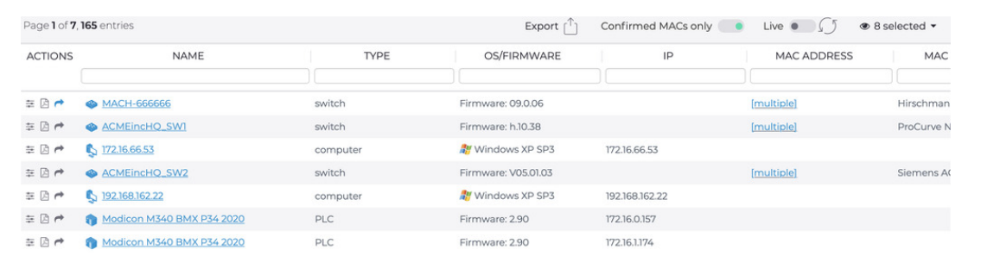 Page 1 of 7, 165 entries Export Confirmed MACs only Live 8 selected
ACTIONS NAME TYPE OS/FIRMWARE IP MAC ADDRESS MAC
MACH-666666 switch Firmware: 09.0.06 [multiple] Hirschman
ACMEincHQ_SW1 switch Firmware: h.10.38 [multiple] ProCurve N
172.16.66.53 computer Windows XP SP3 172.16.66.53
ACMEincHQ_SW2 switch Firmware: V05.01.03 [multiple] Siemens A
192.168.162.22 computer Windows XP SP3 192.168.162.22
Modicon M340 BMX P34 2020 PLC Firmware: 2.90 172.16.0.157
Modicon M340 BMX P34 2020 PLC Firmware: 2.90 172.16.1.174